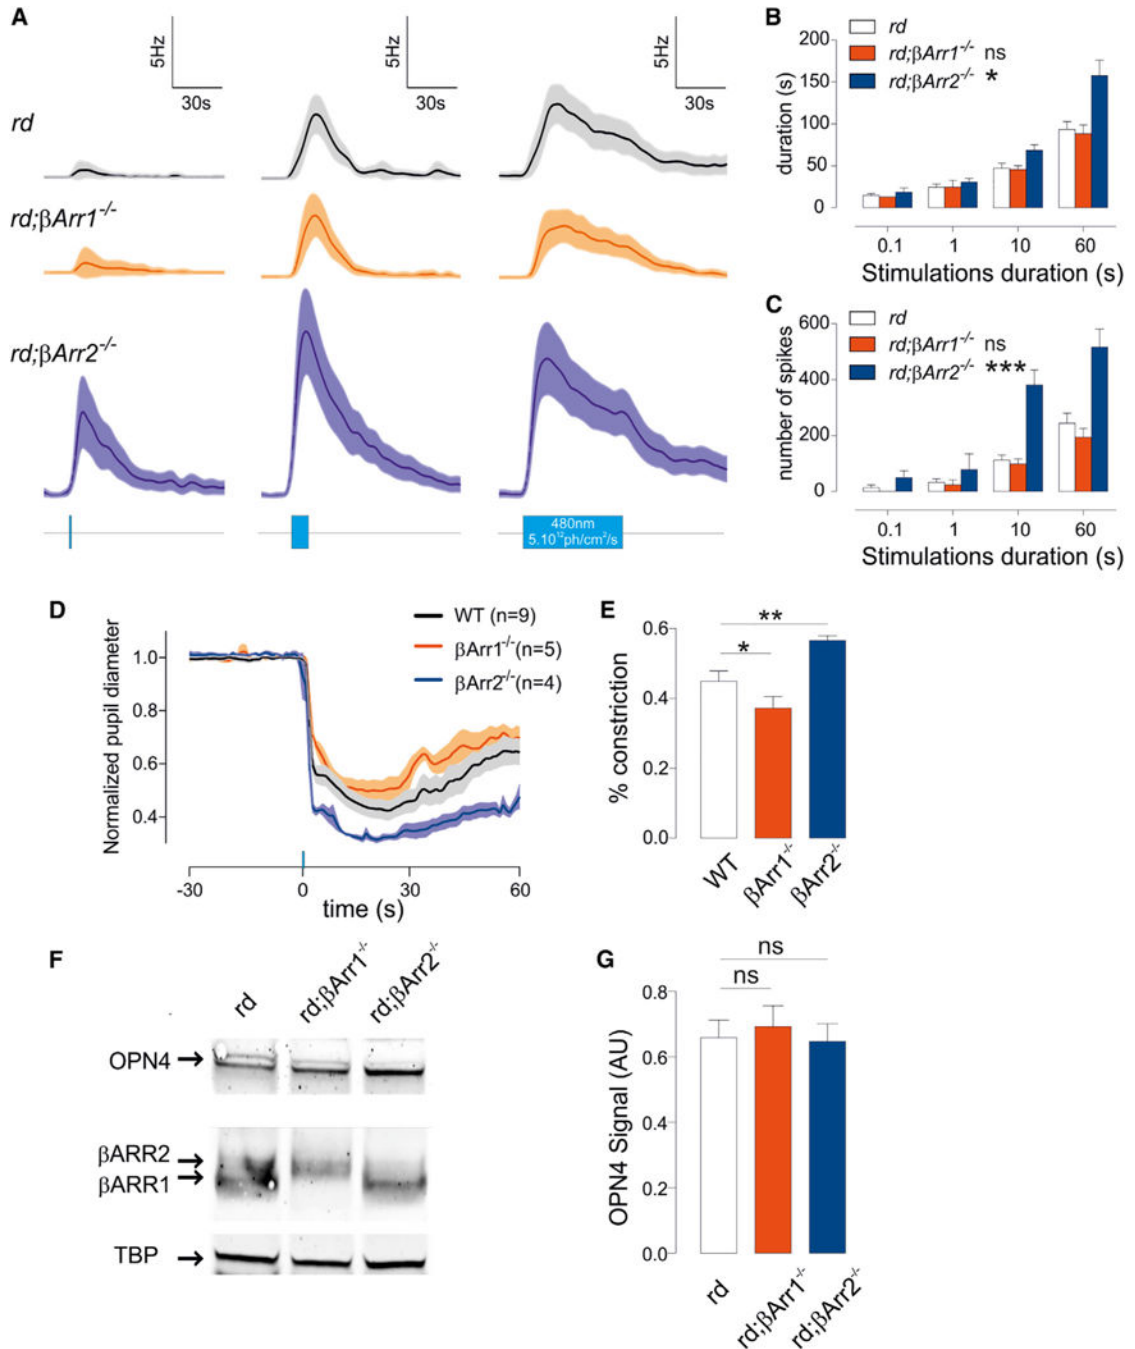 A
5Hz
30s
5Hz
30s
5Hz
30s
rd
rd;βArr1-/-
rd;βArr2-/-
480nm
5.10¹²ph/cm²/s
B
rd
rd;βArr1-/- ns
rd;βArr2-/- *
duration (s)
200
150
100
50
0
0.1 1 10 60
Stimulations duration (s)
C
rd
rd;βArr1-/- ns
rd;βArr2-/- ***
number of spikes
600
400
200
0
0.1 1 10 60
Stimulations duration (s)
D
WT (n=9)
βArr1-/-(n=5)
βArr2-/-(n=4)
Normalized pupil diameter
1.0
0.8
0.6
0.4
-30 0 30 60
time (s)
E
**
*
% constriction
0.6
0.4
0.2
0.0
WT
βArr1-/-
βArr2-/-
F
rd
rd;βArr1-/-
rd;βArr2-/-
OPN4
βARR2
βARR1
TBP
G
ns
ns
OPN4 Signal (AU)
0.8
0.6
0.4
0.2
0.0
rd
rd;βArr1-/-
rd;βArr2-/-